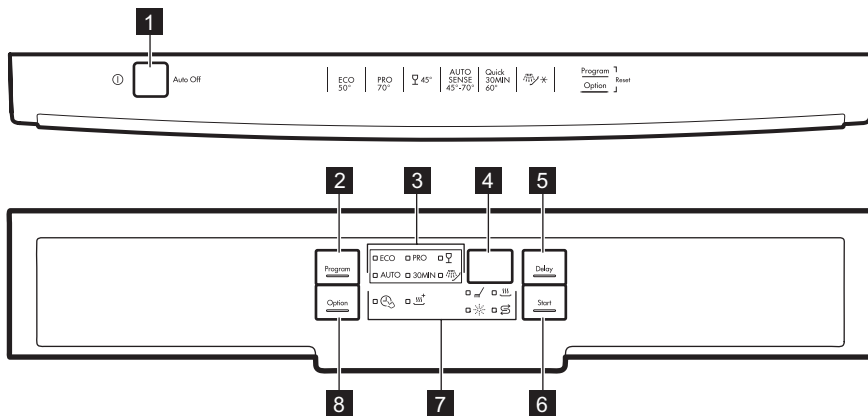 1
Auto Off
ECO 50°
PRO 70°
45°
AUTO SENSE 45°-70°
Quick 30MIN 60°
Program
Option
Reset
2
3
4
5
Program
ECO
PRO
AUTO
30MIN
Delay
Option
Start
8
7
6